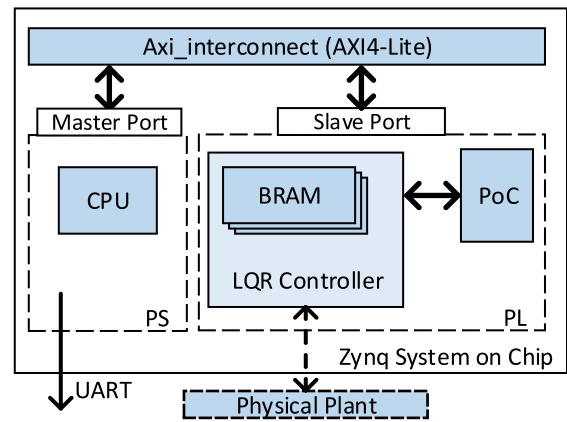 Axi_interconnect (AXI4-Lite)
Master Port
Slave Port
CPU
BRAM
PoC
LQR Controller
PS
PL
Zynq System on Chip
UART
Physical Plant